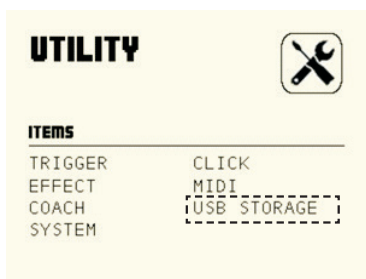 UTILITY
ITEMS
TRIGGER
EFFECT
COACH
SYSTEM
CLICK
MIDI
USB STORAGE